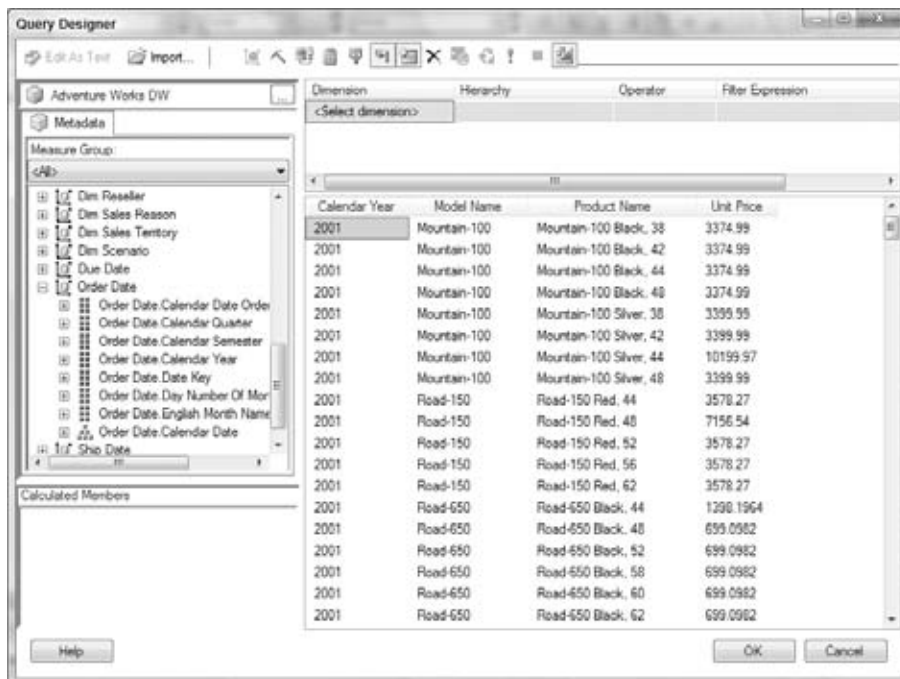 Query Designer
Edit As Text Import...
Adventure Works DW ...
Metadata
Measure Group:
<All>
Dim Reseller
Dim Sales Reason
Dim Sales Territory
Dim Scenario
Due Date
Order Date
Order Date.Calendar Date Order
Order Date.Calendar Quarter
Order Date.Calendar Semester
Order Date.Calendar Year
Order Date.Date Key
Order Date.Day Number Of Mon
Order Date.English Month Name
Order Date.Calendar Date
Ship Date
Calculated Members
Dimension Hierarchy Operator Filter Expression
<Select dimension>
Calendar Year Model Name Product Name Unit Price
2001 Mountain-100 Mountain-100 Black, 38 3374.99
2001 Mountain-100 Mountain-100 Black, 42 3374.99
2001 Mountain-100 Mountain-100 Black, 44 3374.99
2001 Mountain-100 Mountain-100 Black, 48 3374.99
2001 Mountain-100 Mountain-100 Silver, 38 3399.99
2001 Mountain-100 Mountain-100 Silver, 42 3399.99
2001 Mountain-100 Mountain-100 Silver, 44 10199.97
2001 Mountain-100 Mountain-100 Silver, 48 3399.99
2001 Road-150 Road-150 Red, 44 3578.27
2001 Road-150 Road-150 Red, 48 7156.54
2001 Road-150 Road-150 Red, 52 3578.27
2001 Road-150 Road-150 Red, 56 3578.27
2001 Road-150 Road-150 Red, 62 3578.27
2001 Road-650 Road-650 Black, 44 1398.1964
2001 Road-650 Road-650 Black, 48 699.0982
2001 Road-650 Road-650 Black, 52 699.0982
2001 Road-650 Road-650 Black, 58 699.0982
2001 Road-650 Road-650 Black, 60 699.0982
2001 Road-650 Road-650 Black, 62 699.0982
Help OK Cancel